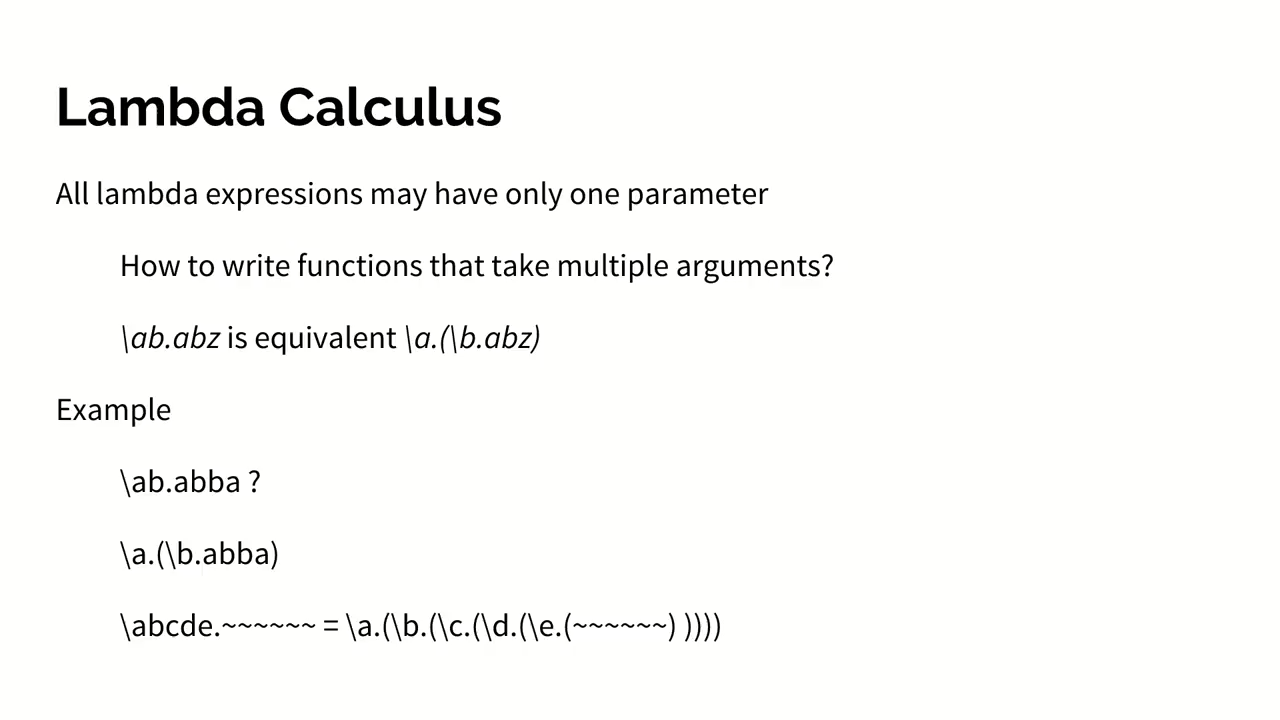 Lambda Calculus
All lambda expressions may have only one parameter
How to write functions that take multiple arguments?
\ab.abz is equivalent \a.(\b.abz)
Example
\ab.abba ?
\a.(\b.abba)
\abcde.~~~~~~ = \a.(\b.(\c.(\d.(\e.(~~~~~~) ))))